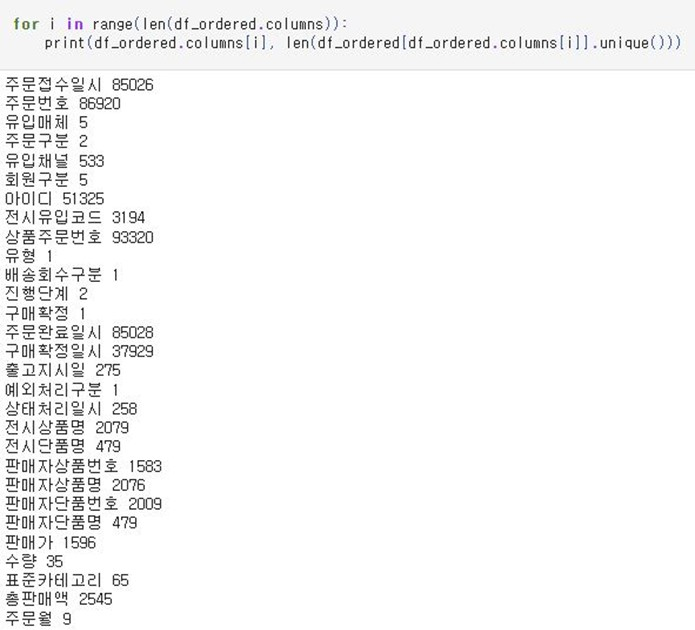 for i in range(len(df_ordered.columns)):
    print(df_ordered.columns[i], len(df_ordered[df_ordered.columns[i]].unique()))
주문접수일시 85026
주문번호 86920
유입매체 5
주문구분 2
유입채널 533
회원구분 5
아이디 51325
전시유입코드 3194
상품주문번호 93320
유형 1
배송회수구분 1
진행단계 2
구매확정 1
주문완료일시 85028
구매확정일시 37929
출고지시일 275
예외처리구분 1
상태처리일시 258
전시상품명 2079
전시단품명 479
판매자상품번호 1583
판매자상품명 2076
판매자단품번호 2009
판매자단품명 479
판매가 1596
수량 35
표준카테고리 65
총판매액 2545
주문월 9